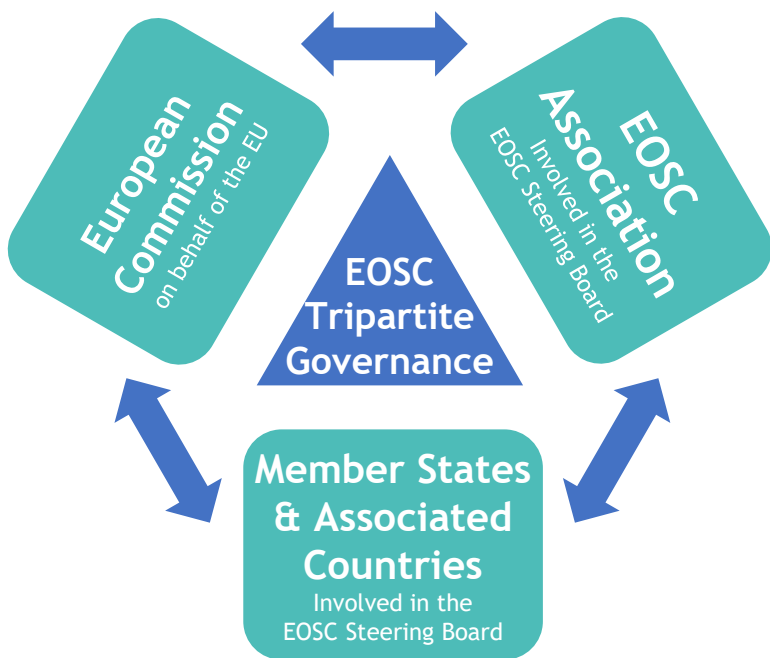 European
Commission
on behalf of the EU
EOSC
Association
Involved in the
EOSC Steering Board
EOSC
Tripartite
Governance
Member States
& Associated
Countries
Involved in the
EOSC Steering Board